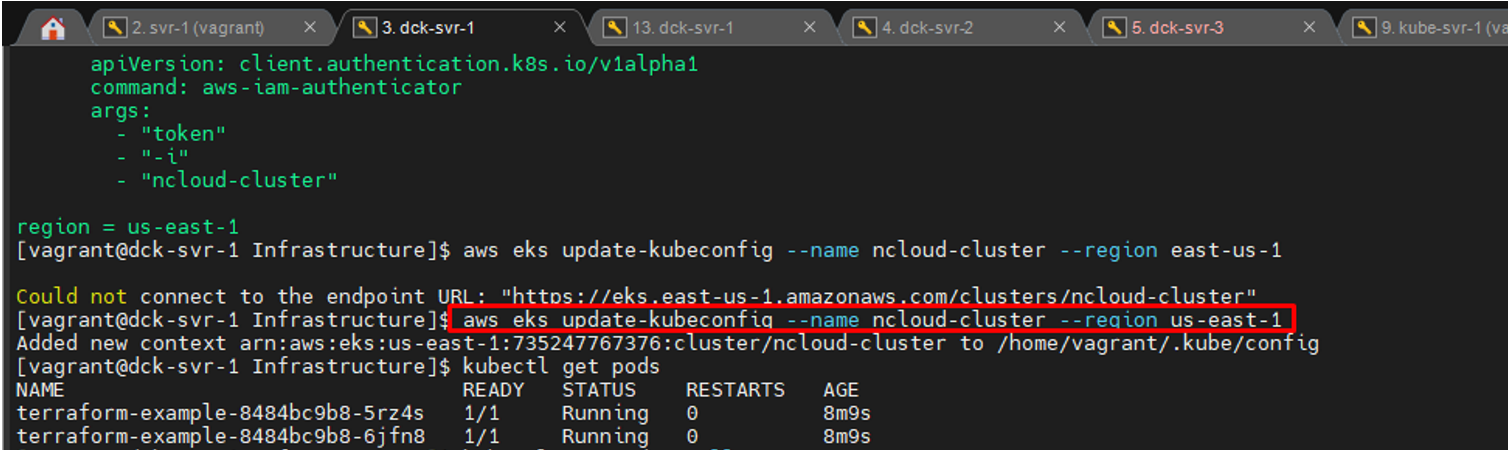 2. svr-1 (vagrant) 3. dck-svr-1 13. dck-svr-1 4. dck-svr-2 5. dck-svr-3 9. kube-svr-1
apiVersion: client.authentication.k8s.io/v1alpha1
command: aws-iam-authenticator
args:
- "token"
- "-i"
- "ncloud-cluster"
region = us-east-1
[vagrant@dck-svr-1 Infrastructure]$ aws eks update-kubeconfig --name ncloud-cluster --region east-us-1
Could not connect to the endpoint URL: "https://eks.east-us-1.amazonaws.com/clusters/ncloud-cluster"
[vagrant@dck-svr-1 Infrastructure]$ aws eks update-kubeconfig --name ncloud-cluster --region us-east-1
Added new context arn:aws:eks:us-east-1:735247767376:cluster/ncloud-cluster to /home/vagrant/.kube/config
[vagrant@dck-svr-1 Infrastructure]$ kubectl get pods
NAME READY STATUS RESTARTS AGE
terraform-example-8484bc9b8-5rz4s 1/1 Running 0 8m9s
terraform-example-8484bc9b8-6jfn8 1/1 Running 0 8m9s